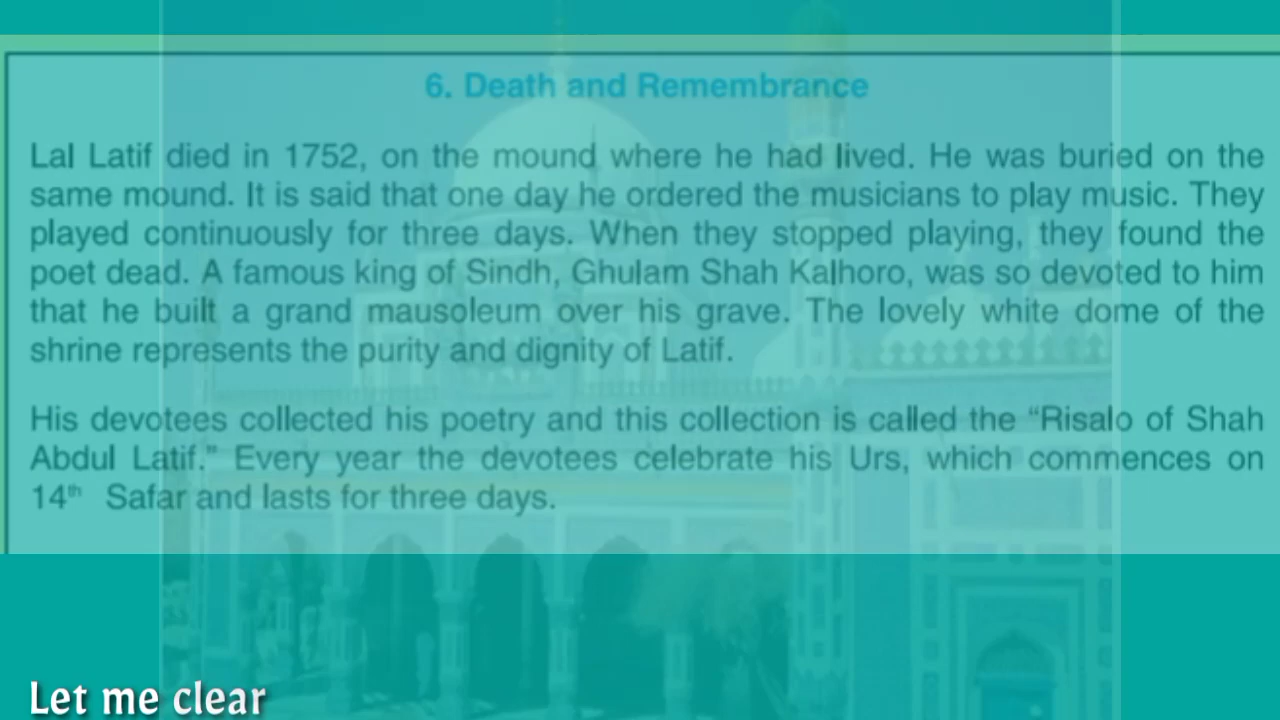 6. Death and Remembrance
Lal Latif died in 1752, on the mound where he had lived. He was buried on the
same mound. It is said that one day he ordered the musicians to play music. They
played continuously for three days. When they stopped playing, they found the
poet dead. A famous king of Sindh, Ghulam Shah Kalhoro, was so devoted to him
that he built a grand mausoleum over his grave. The lovely white dome of the
shrine represents the purity and dignity of Latif.
His devotees collected his poetry and this collection is called the “Risalo of Shah
Abdul Latif.” Every year the devotees celebrate his Urs, which commences on
14th Safar and lasts for three days.
Let me clear